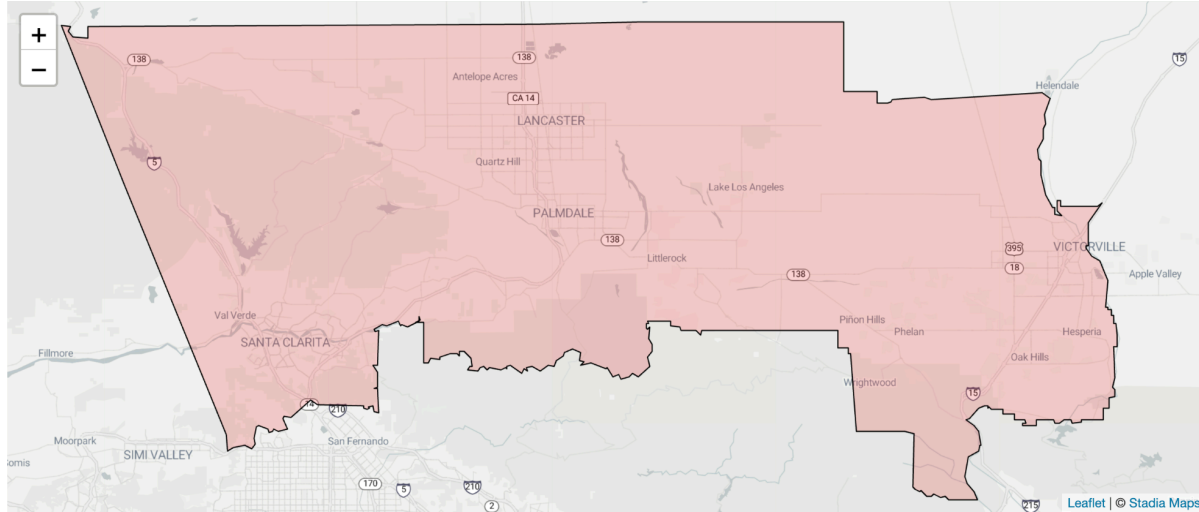 +
−
138
138
15
Antelope Acres
Helendale
CA 14
LANCASTER
5
Quartz Hill
Lake Los Angeles
PALMDALE
138
395
VICTORVILLE
Littlerock
18
138
Apple Valley
Val Verde
Piñon Hills
Phelan
Hesperia
SANTA CLARITA
Fillmore
Oak Hills
Wrightwood
15
14
210
Moorpark
San Fernando
SIMI VALLEY
Somis
170
5
210
2
215
Leaflet | © Stadia Maps